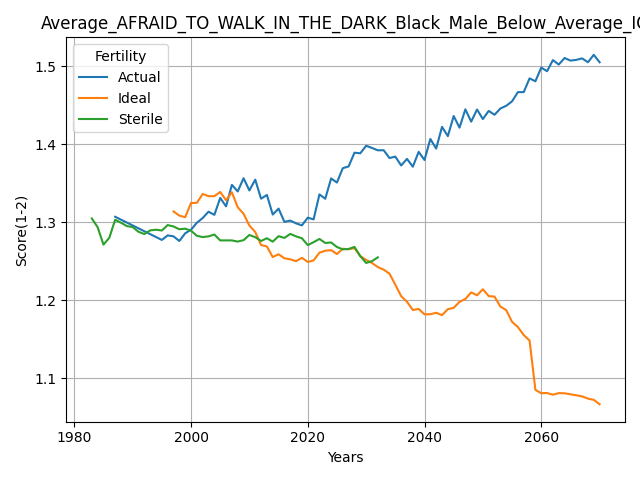 Average_AFRAID_TO_WALK_IN_THE_DARK_Black_Male_Below_Average_IQ
Fertility
Actual
Ideal
Sterile
1.5
1.4
1.3
1.2
1.1
Score(1-2)
1980
2000
2020
2040
2060
Years